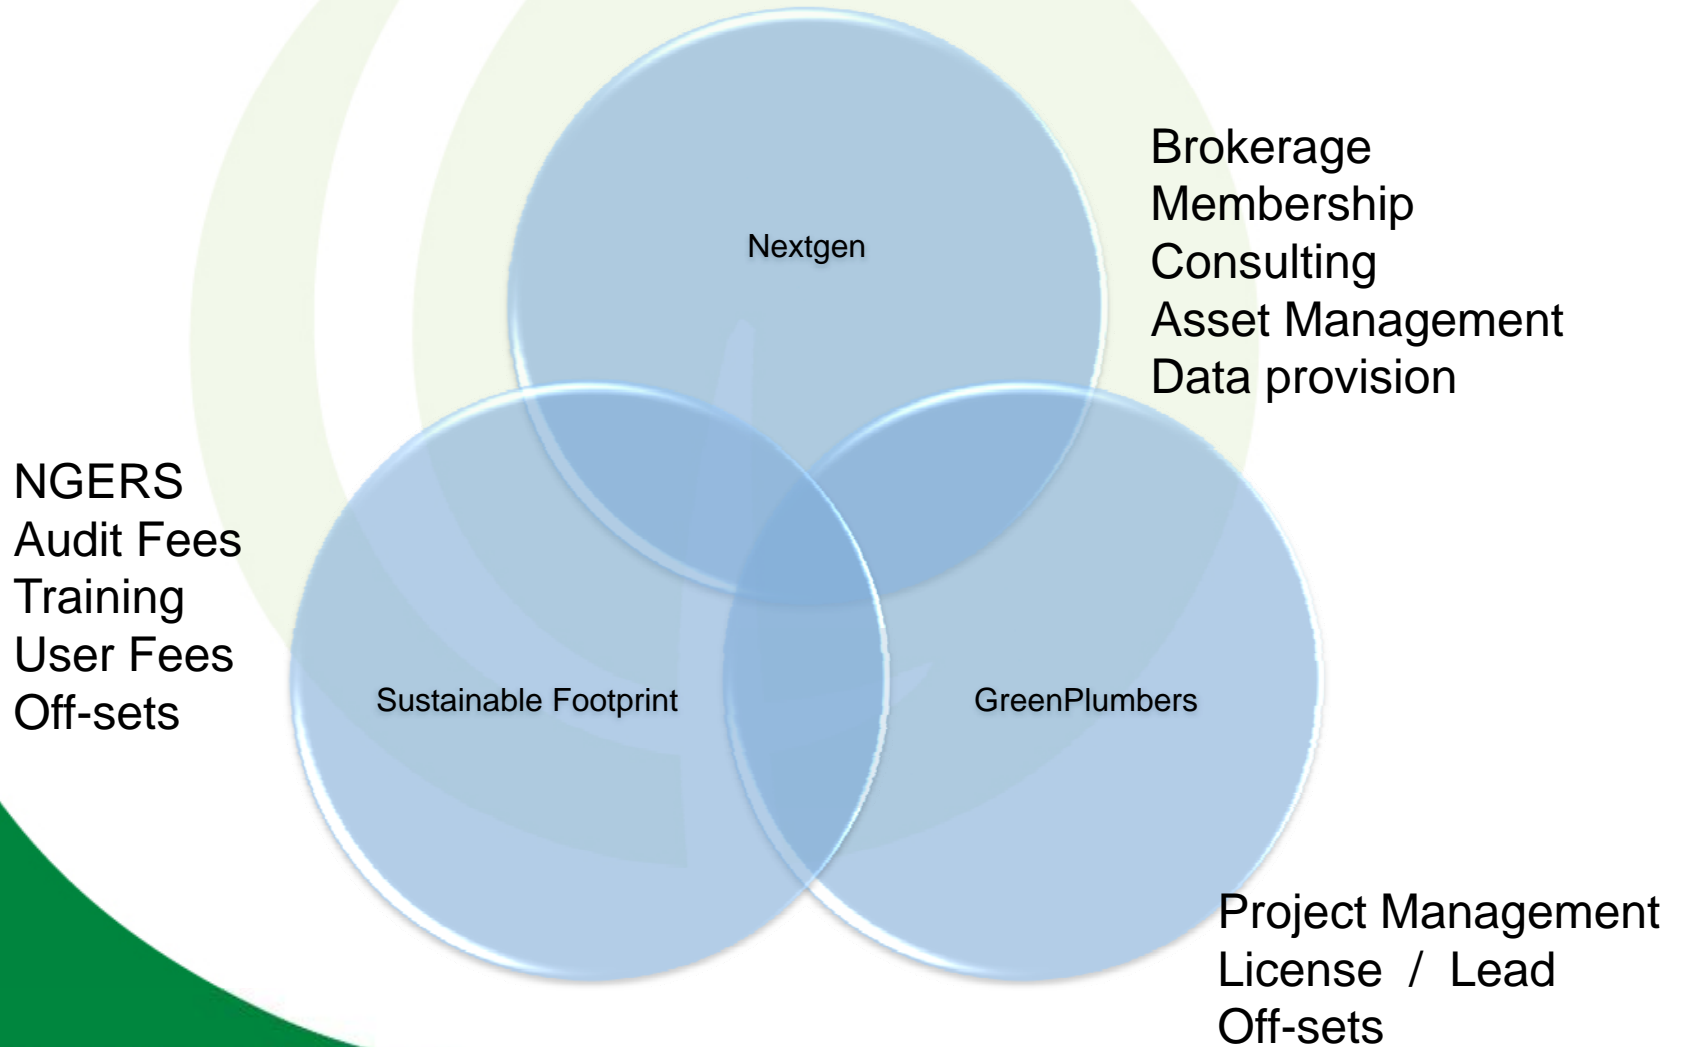 Nextgen
Brokerage
Membership
Consulting
Asset Management
Data provision
NGERS
Audit Fees
Training
User Fees
Off-sets
Sustainable Footprint
GreenPlumbers
Project Management
License / Lead
Off-sets